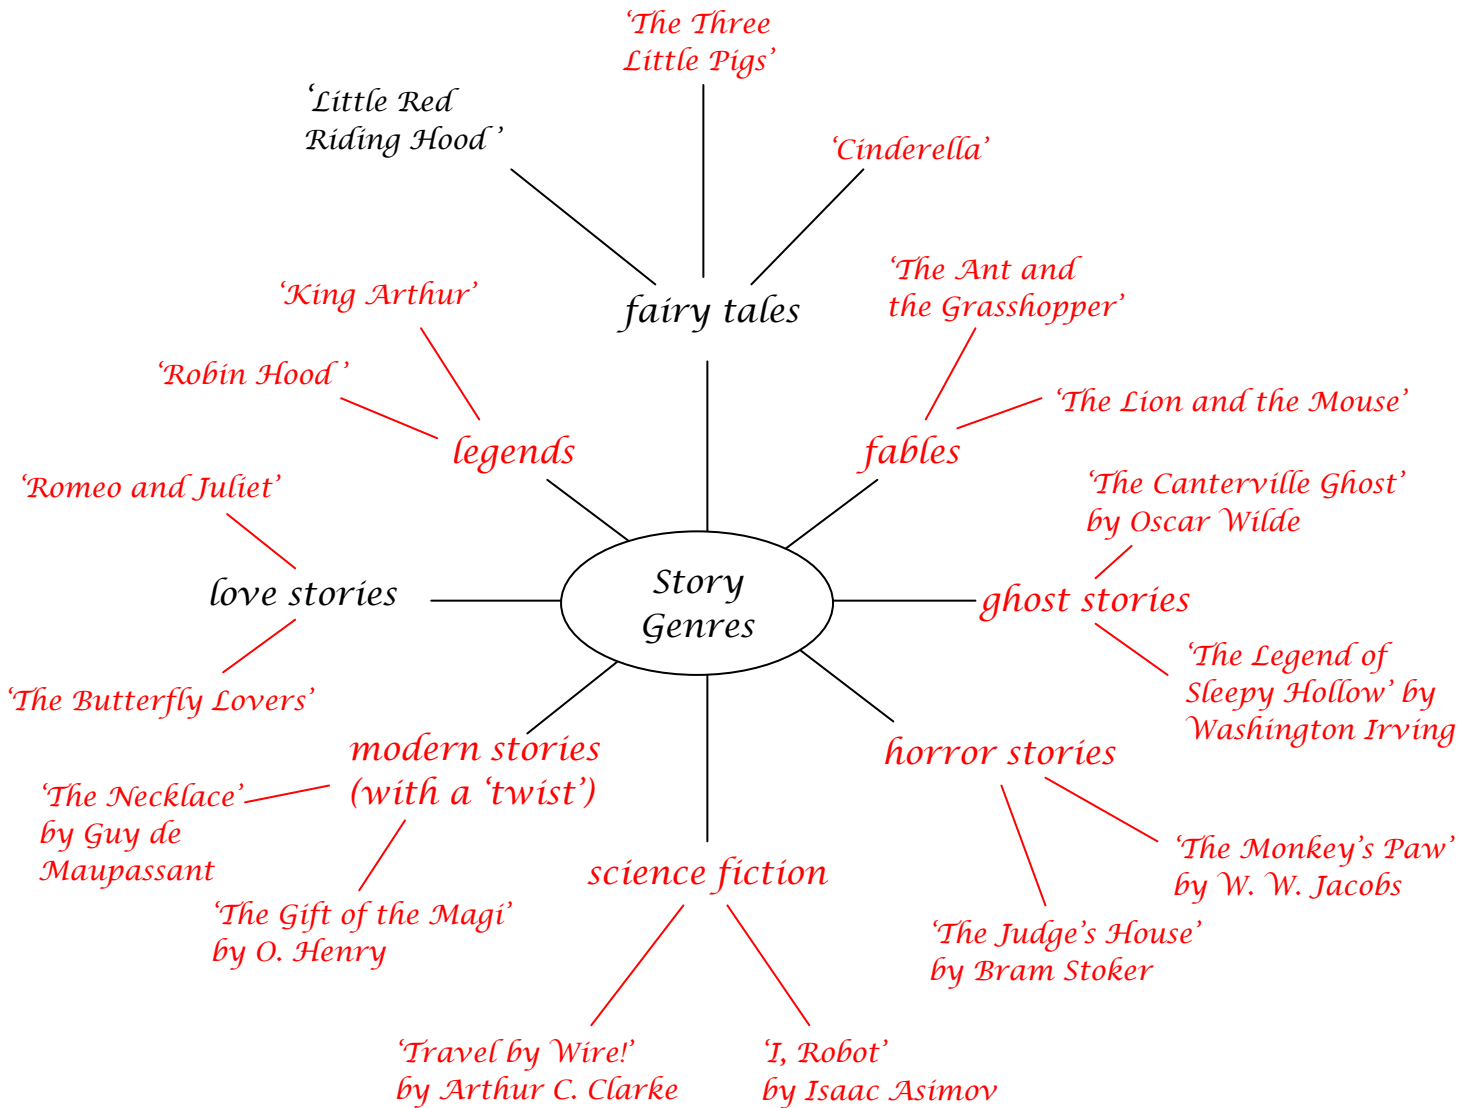 ‘The Three
Little Pigs’
‘Little Red
Riding Hood’
‘Cinderella’
fairy tales
‘King Arthur’
‘Robin Hood’
legends
‘The Ant and
the Grasshopper’
‘The Lion and the Mouse’
fables
‘Romeo and Juliet’
love stories
‘The Butterfly Lovers’
Story
Genres
‘The Canterville Ghost’
by Oscar Wilde
ghost stories
‘The Legend of
Sleepy Hollow’ by
Washington Irving
modern stories
(with a ‘twist’)
‘The Necklace’
by Guy de
Maupassant
‘The Gift of the Magi’
by O. Henry
science fiction
‘Travel by Wire!’
by Arthur C. Clarke
‘I, Robot’
by Isaac Asimov
horror stories
‘The Monkey’s Paw’
by W. W. Jacobs
‘The Judge’s House’
by Bram Stoker